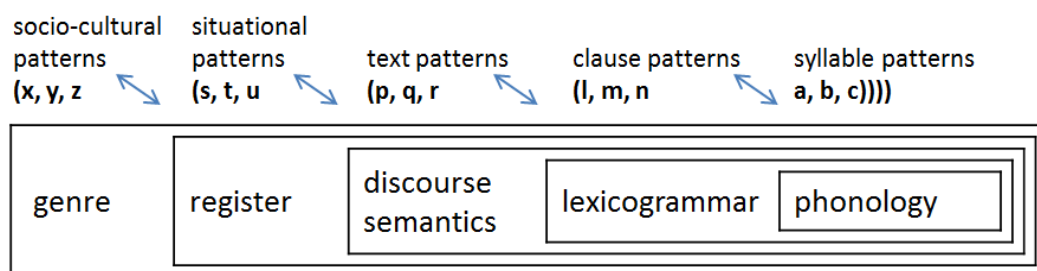 socio-cultural
patterns
(x, y, z
situational
patterns
(s, t, u
text patterns
(p, q, r
clause patterns
(l, m, n
syllable patterns
a, b, c))))
genre
register
discourse
semantics
lexicogrammar
phonology